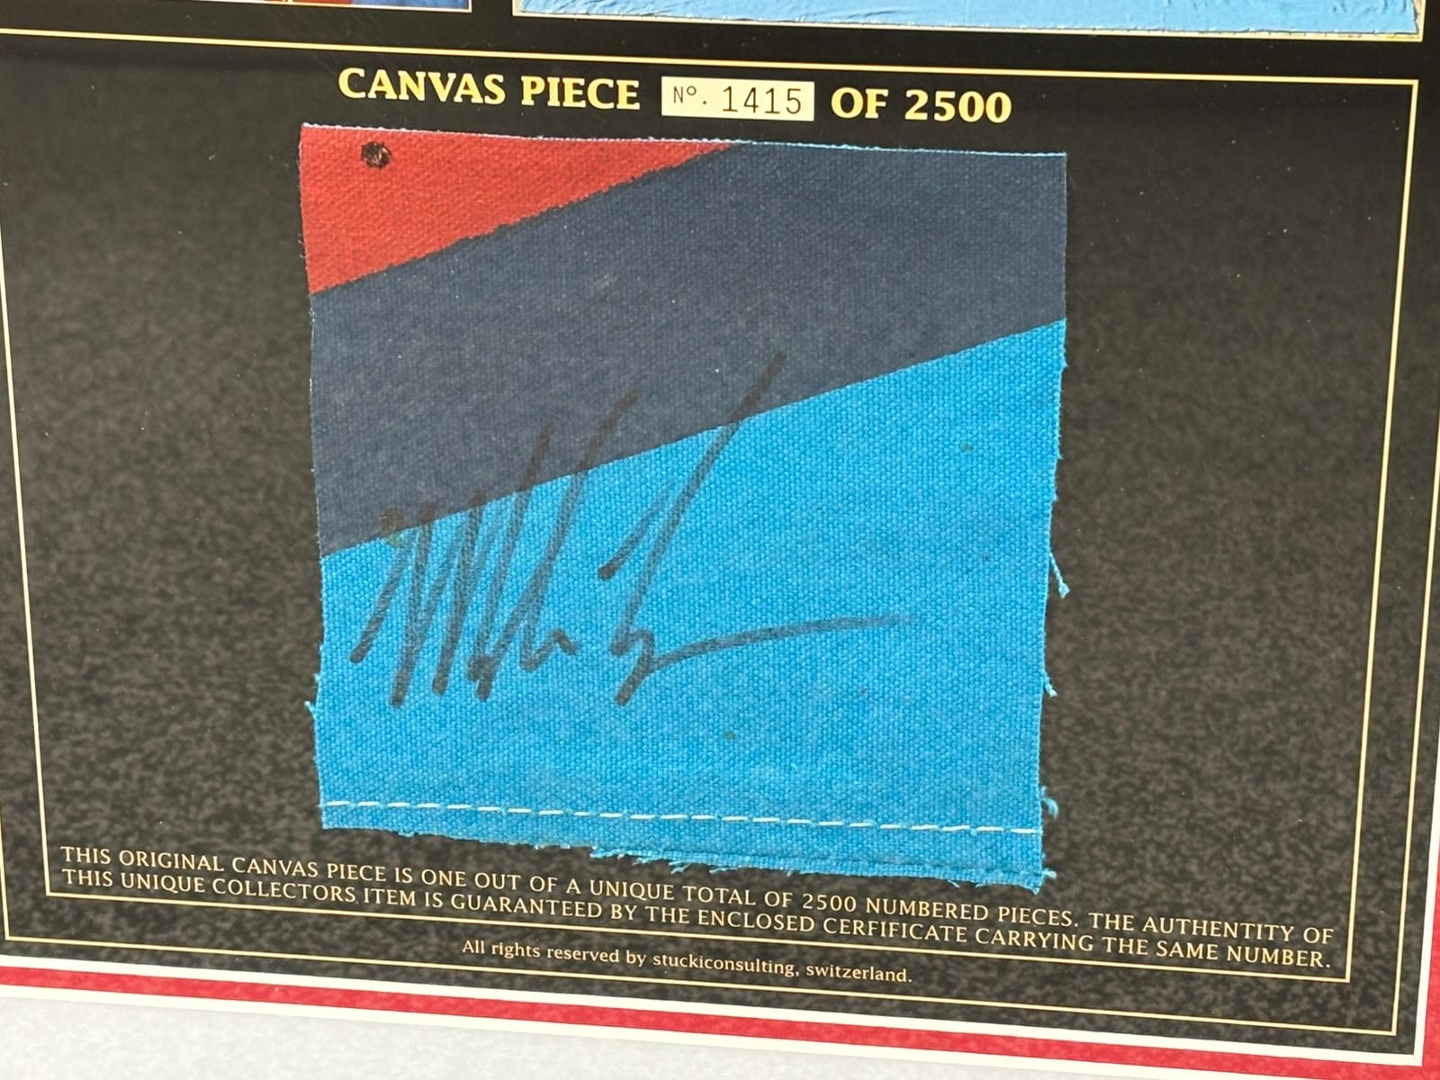 CANVAS PIECE Nº. 1415 OF 2500
THIS ORIGINAL CANVAS PIECE IS ONE OUT OF A UNIQUE TOTAL OF 2500 NUMBERED PIECES. THE AUTHENTITY OF
THIS UNIQUE COLLECTORS ITEM IS GUARANTEED BY THE ENCLOSED CERFIFICATE CARRYING THE SAME NUMBER.
All rights reserved by stuckiconsulting, switzerland.